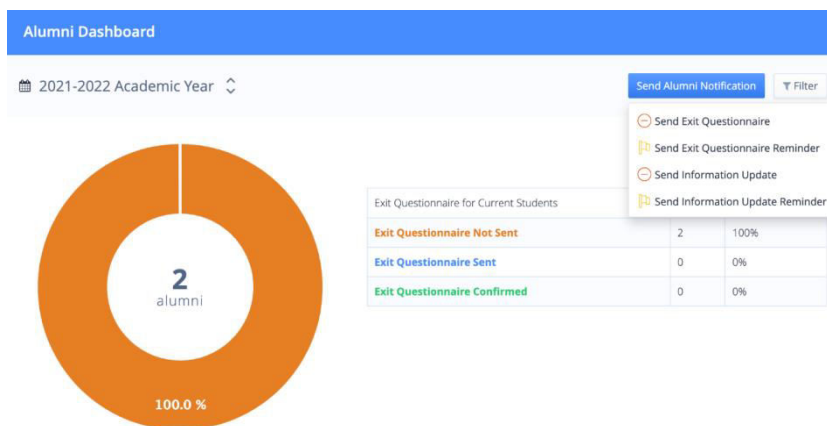 Alumni Dashboard
2021-2022 Academic Year
Send Alumni Notification
Filter
Send Exit Questionnaire
Send Exit Questionnaire Reminder
Send Information Update
Send Information Update Reminder
Exit Questionnaire for Current Students
Exit Questionnaire Not Sent 2 100%
Exit Questionnaire Sent 0 0%
Exit Questionnaire Confirmed 0 0%
2
alumni
100.0 %